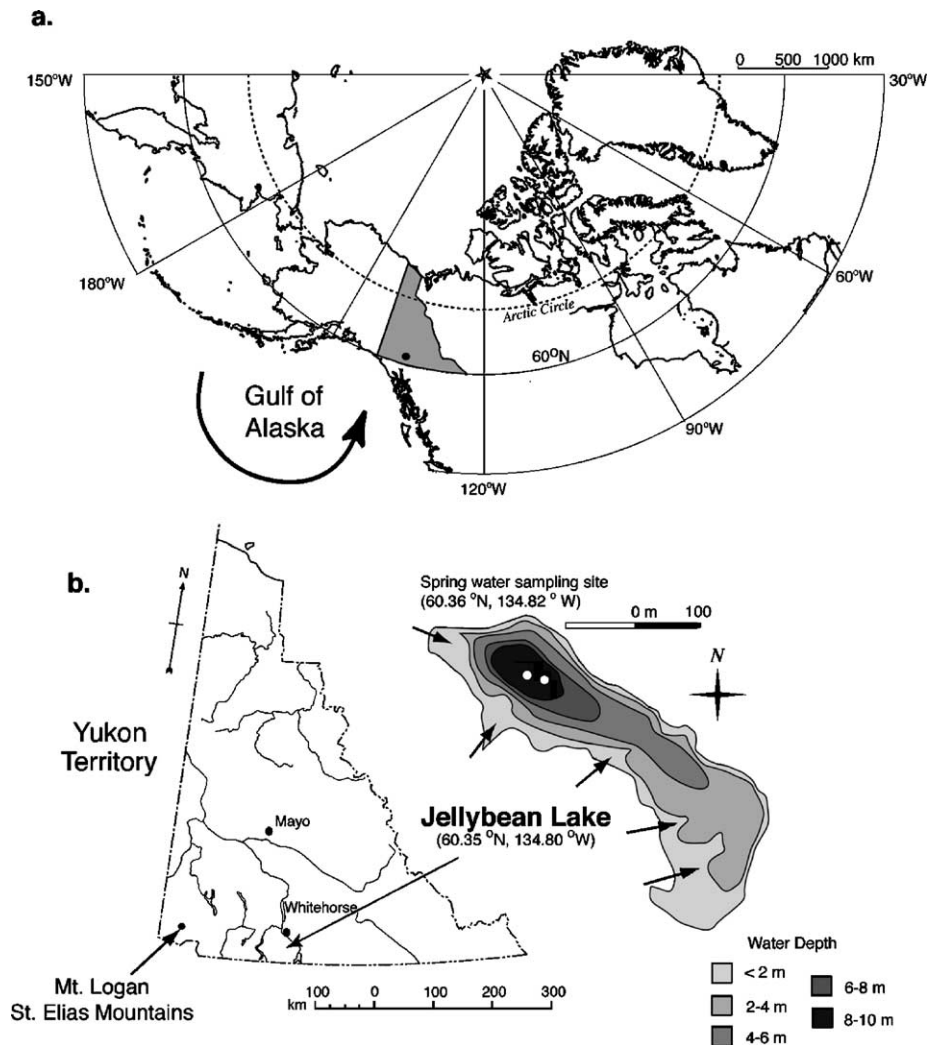 a.
0 500 1000 km
150°W
30°W
180°W
60°W
Arctic Circle
60°N
Gulf of
Alaska
90°W
120°W
b.
N
Spring water sampling site
(60.36 °N, 134.82 ° W)
0 m 100
N
Yukon
Territory
Mayo
Jellybean Lake
(60.35 °N, 134.80 °W)
Whitehorse
Mt. Logan
St. Elias Mountains
100 0 100 200 300
km
Water Depth
< 2 m
2-4 m
4-6 m
6-8 m
8-10 m